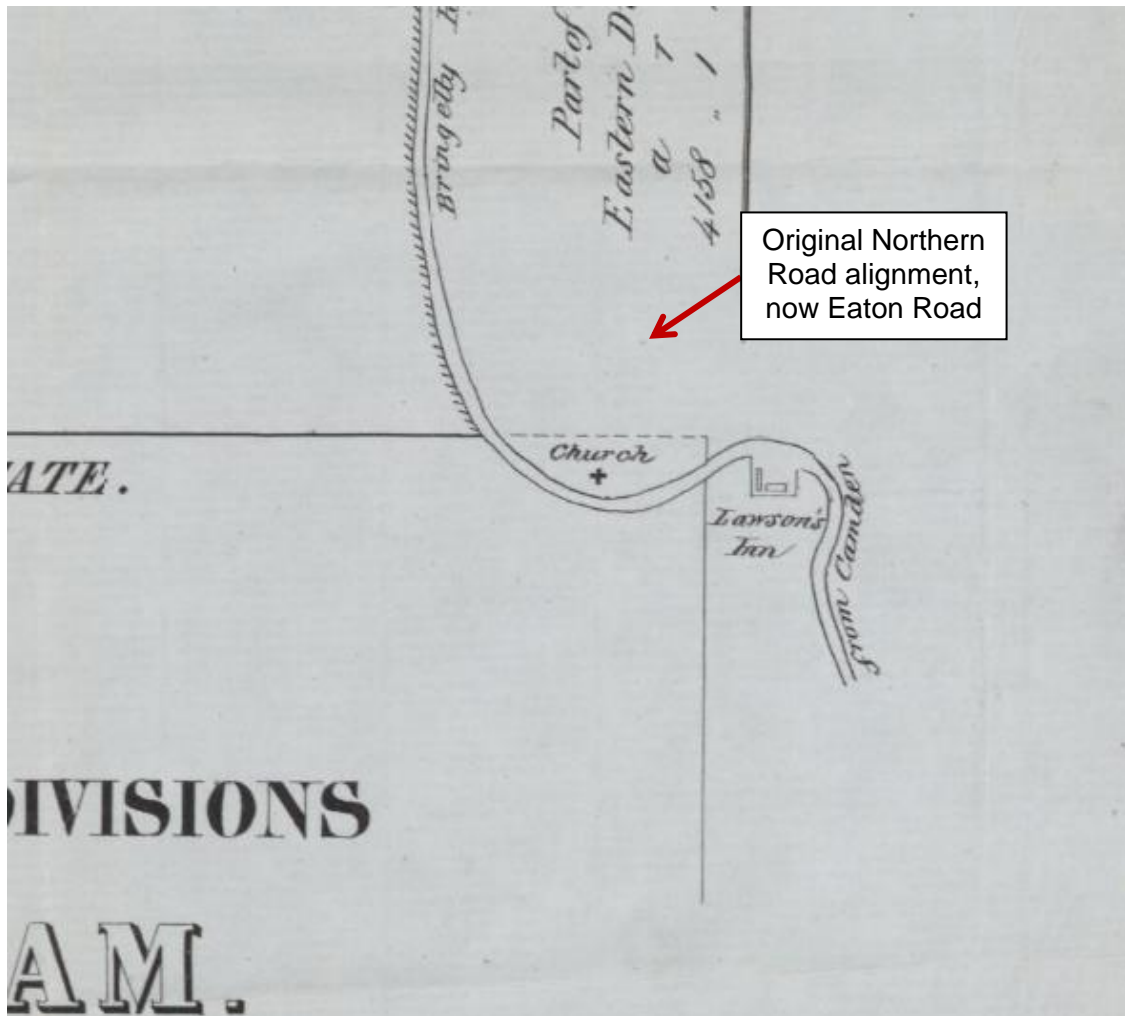 Bringelly
Part of
Eastern
a r
4158 " 1
Original Northern
Road alignment,
now Eaton Road
Church
ATE.
Lawson's
Inn
from Camden
DIVISIONS
AM.